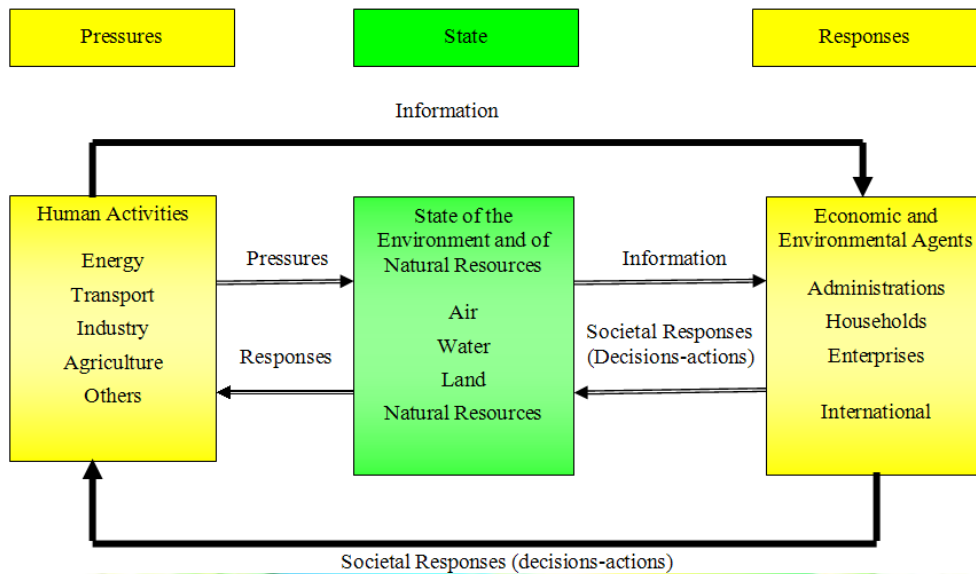 Pressures
State
Responses
Information
Human Activities
Energy
Transport
Industry
Agriculture
Others
Pressures
Responses
State of the
Environment and of
Natural Resources
Air
Water
Land
Natural Resources
Information
Societal Responses
(Decisions-actions)
Economic and
Environmental Agents
Administrations
Households
Enterprises
International
Societal Responses (decisions-actions)